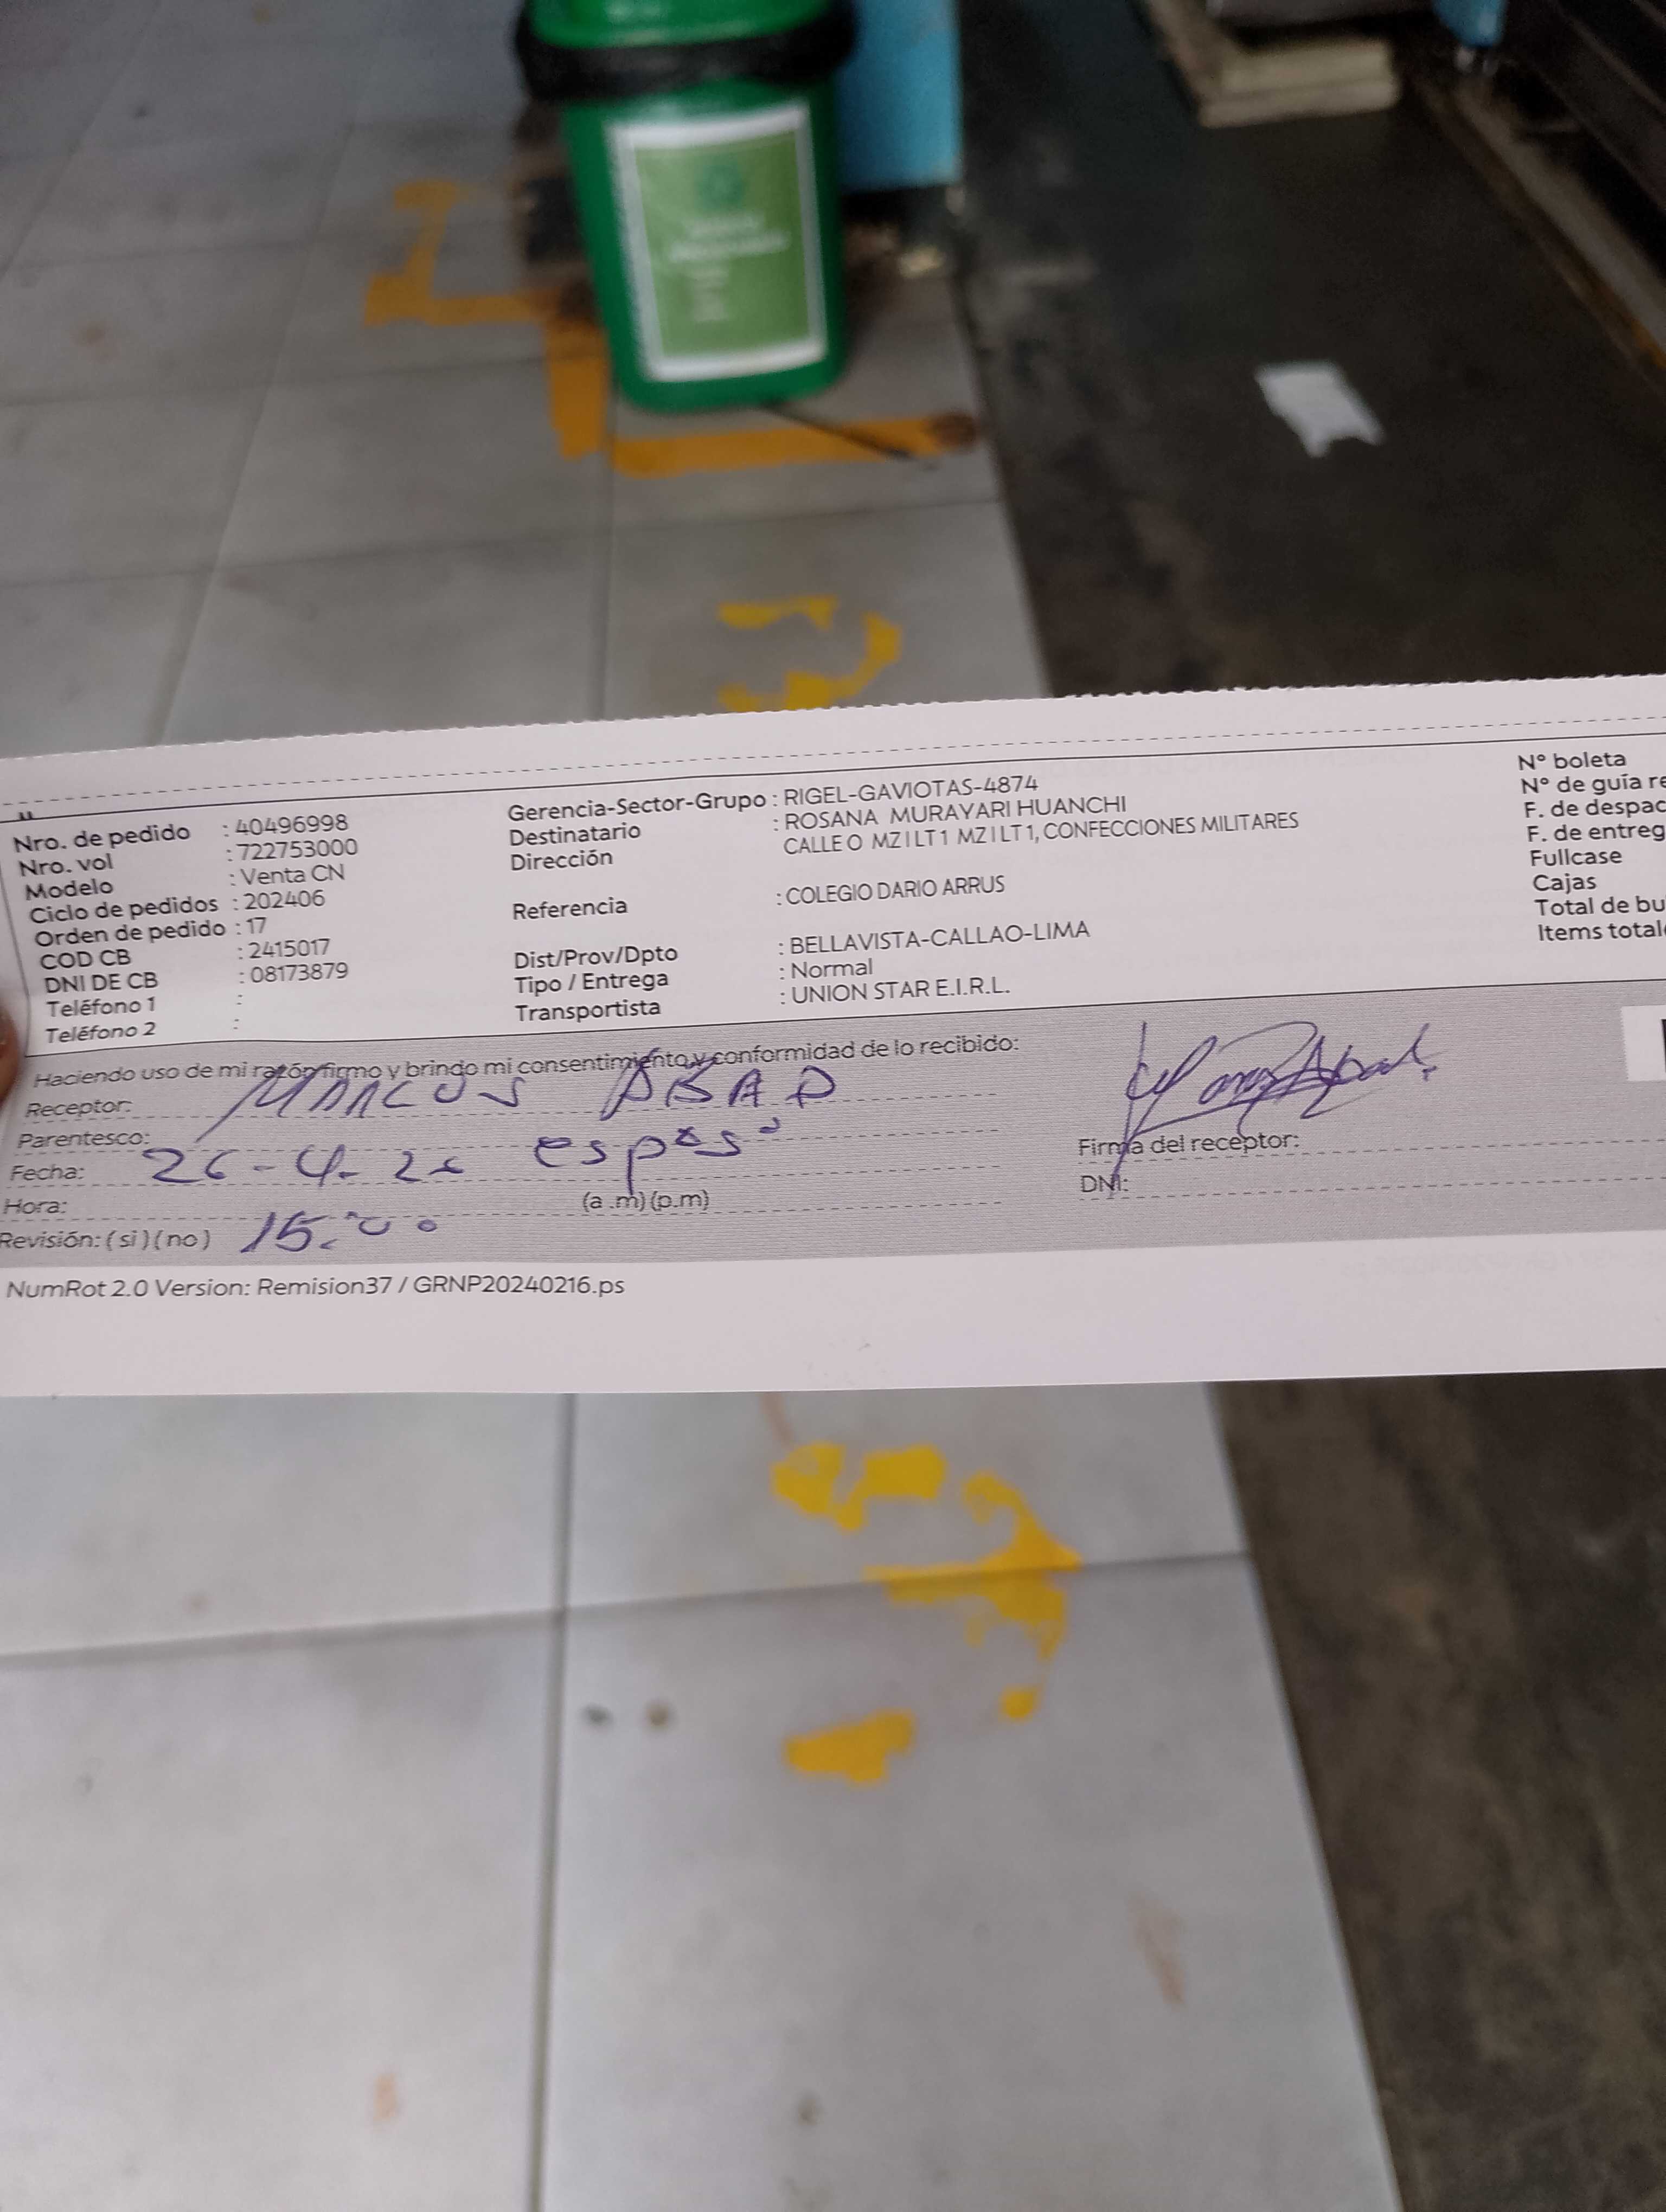 Nro. de pedido : 40496998
Nro. vol : 722753000
Modelo : Venta CN
Ciclo de pedidos : 202406
Orden de pedido : 17
COD CB : 2415017
DNI DE CB : 08173879
Teléfono 1 :
Teléfono 2 :
Gerencia-Sector-Grupo : RIGEL-GAVIOTAS-4874
Destinatario : ROSANA MURAYARI HUANCHI
Dirección CALLE O MZ I LT 1 MZ I LT 1, CONFECCIONES MILITARES
Referencia : COLEGIO DARIO ARRUS
Dist/Prov/Dpto : BELLAVISTA-CALLAO-LIMA
Tipo / Entrega : Normal
Transportista : UNION STAR E.I.R.L.
N° boleta
N° de guía re
F. de despac
F. de entreg
Fullcase
Cajas
Total de bu
Items total
Haciendo uso de mi razón firmo y brindo mi consentimiento y conformidad de lo recibido:
Receptor: MARCOS ABAD
Parentesco: esposo
Fecha: 26-4-
Hora: (a .m) (p.m)
Revisión: ( si ) ( no ) 15:00
Firma del receptor:
DNI:
NumRot 2.0 Version: Remision37 / GRNP20240216.ps